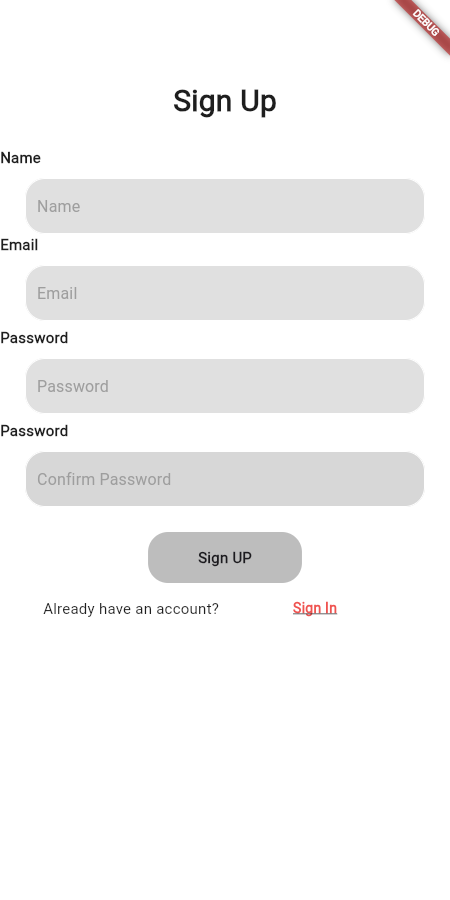 DEBUG
Sign Up
Name
Name
Email
Email
Password
Password
Password
Confirm Password
Sign UP
Already have an account? Sign In